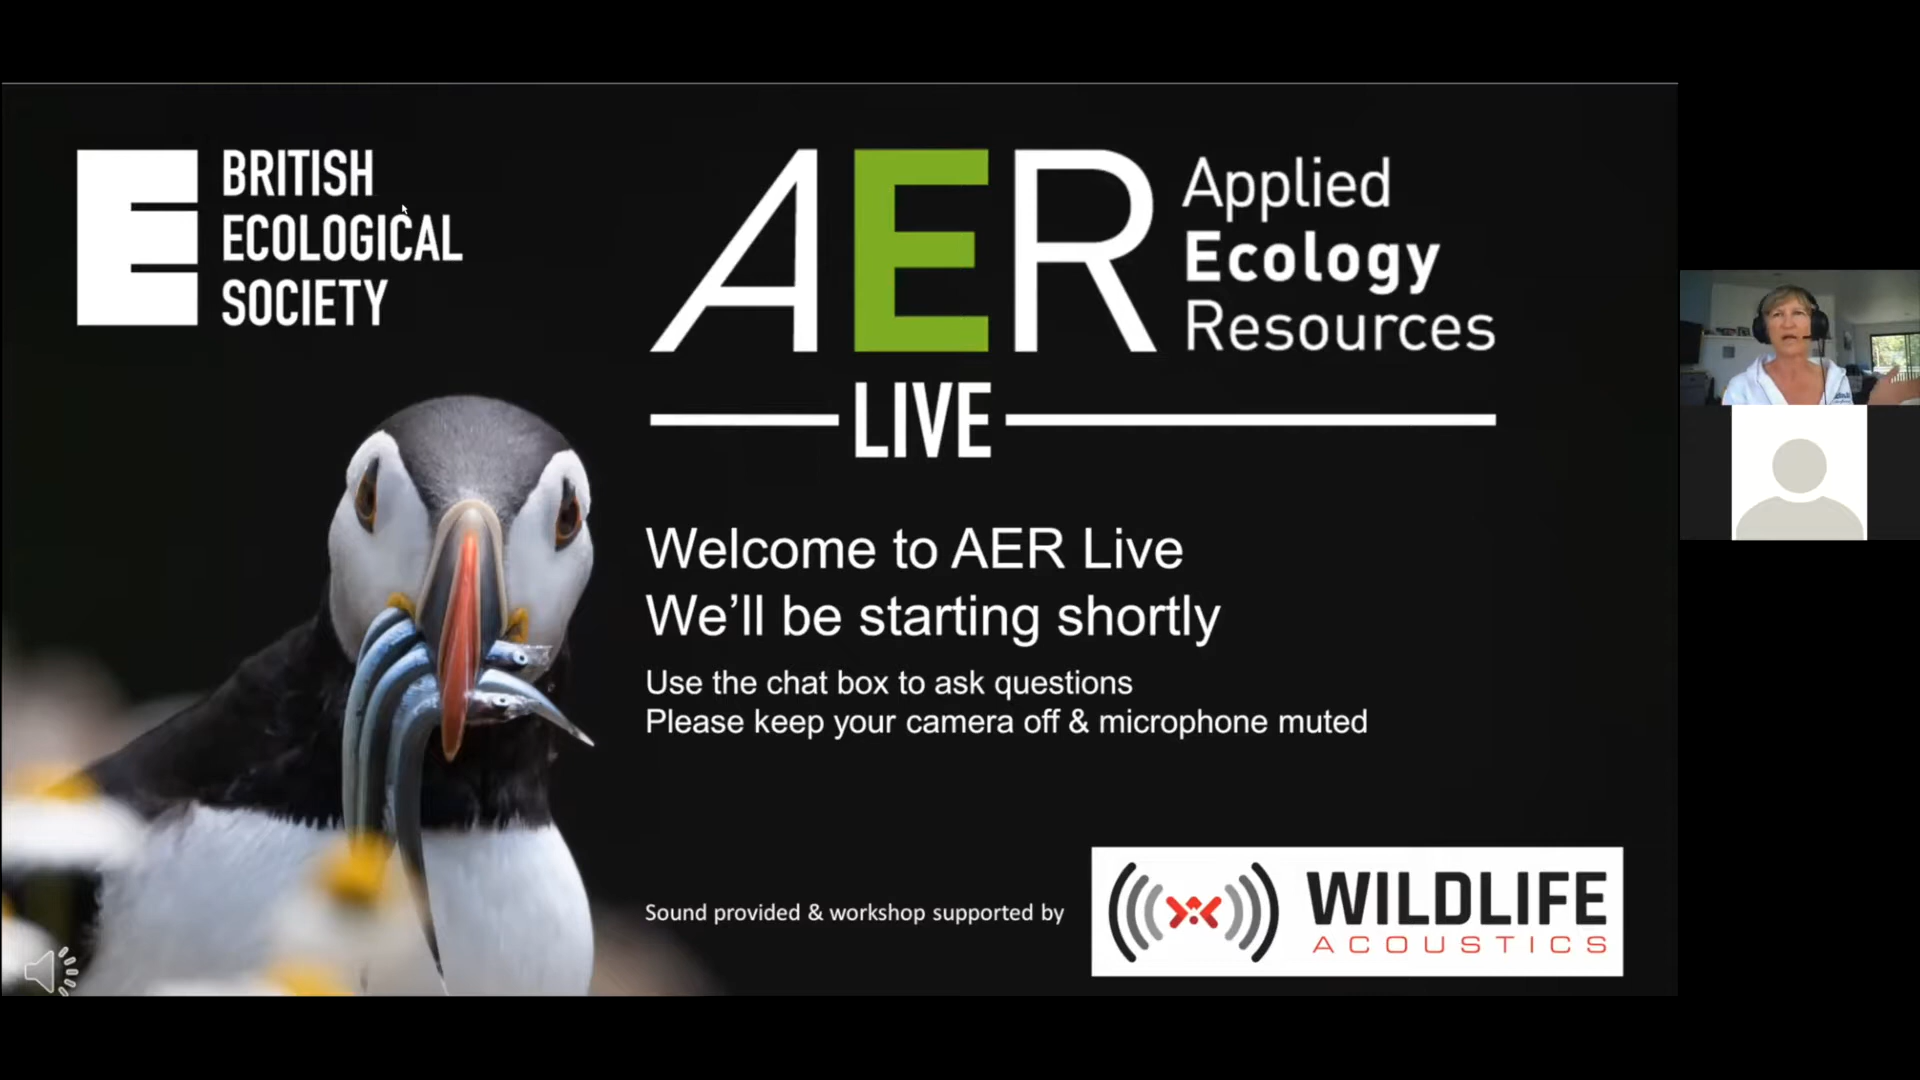 BRITISH
ECOLOGICAL
SOCIETY
AER
Applied
Ecology
Resources
LIVE
Welcome to AER Live
We'll be starting shortly
Use the chat box to ask questions
Please keep your camera off & microphone muted
Sound provided & workshop supported by
WILDLIFE
ACOUSTICS